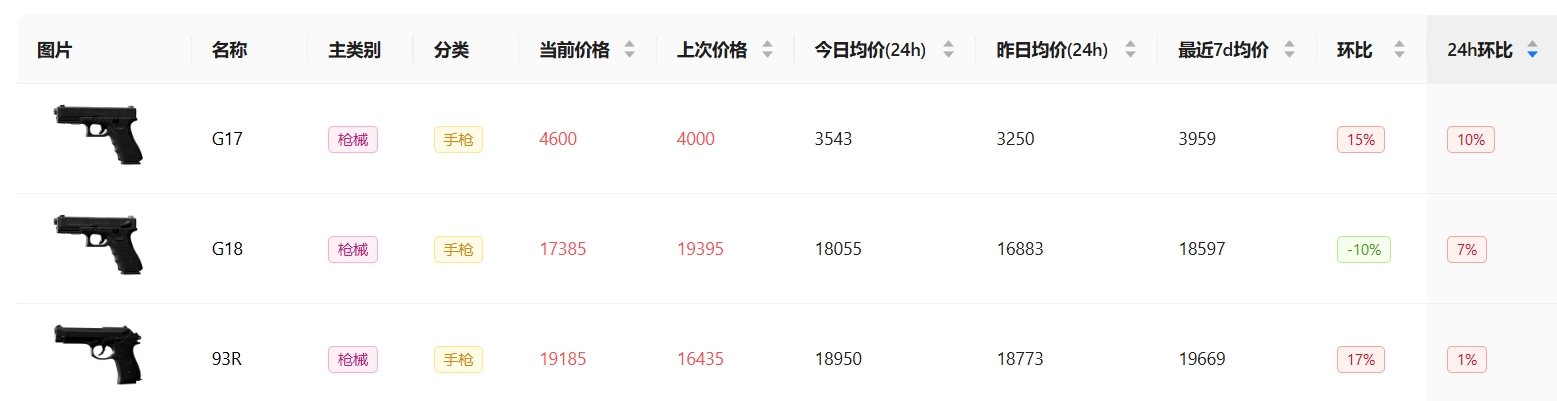 图片 名称 主类别 分类 当前价格 上次价格 今日均价(24h) 昨日均价(24h) 最近7d均价 环比 24h环比
G17 枪械 手枪 4600 4000 3543 3250 3959 15% 10%
G18 枪械 手枪 17385 19395 18055 16883 18597 -10% 7%
93R 枪械 手枪 19185 16435 18950 18773 19669 17% 1%